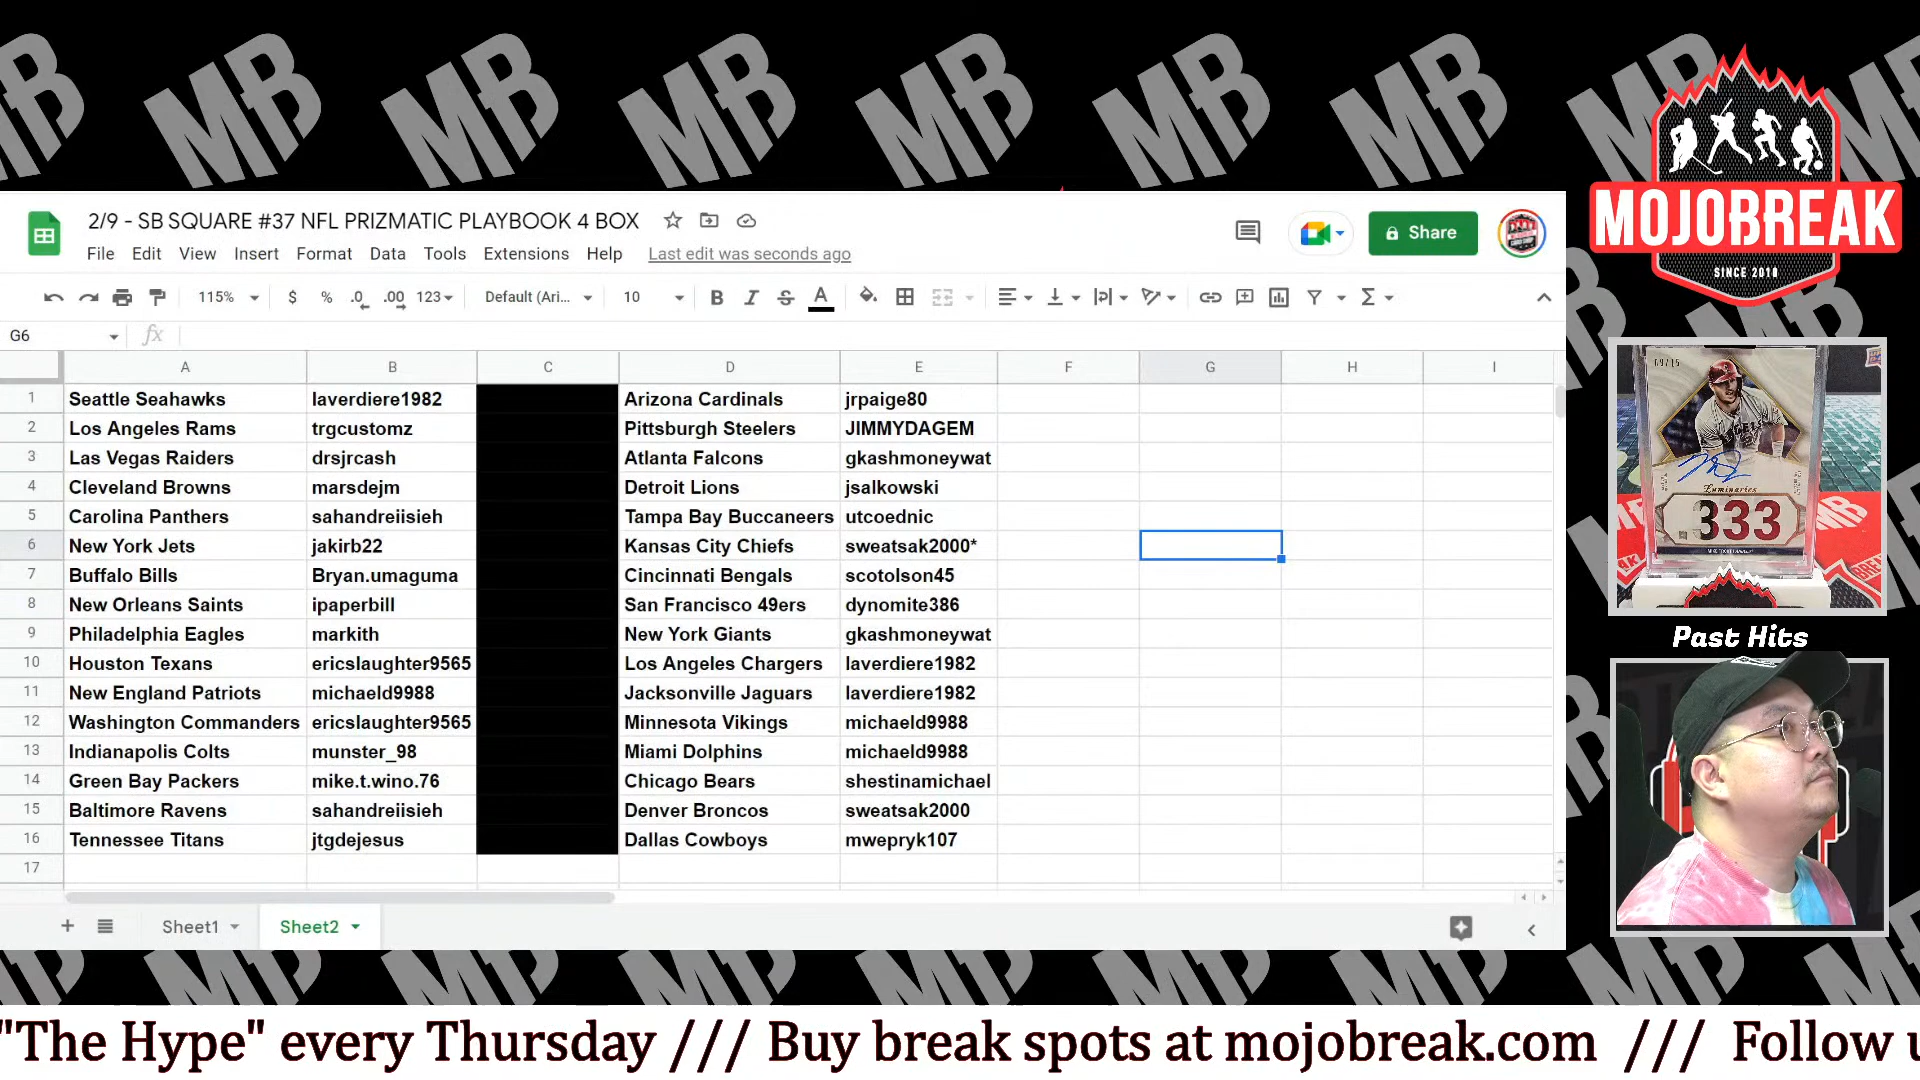 2/9 - SB SQUARE #37 NFL PRIZMATIC PLAYBOOK 4 BOX
File Edit View Insert Format Data Tools Extensions Help Last edit was seconds ago
Share
115% $ % .0 .00 123 Default (Ari... 10 B I S A
G6 fx
A B C D E F G H I
1 Seattle Seahawks laverdiere1982 Arizona Cardinals jrpaige80
2 Los Angeles Rams trgcustomz Pittsburgh Steelers JIMMYDAGEM
3 Las Vegas Raiders drsjrcash Atlanta Falcons gkashmoneywat
4 Cleveland Browns marsdejm Detroit Lions jsalkowski
5 Carolina Panthers sahandreiisieh Tampa Bay Buccaneers utcoednic
6 New York Jets jakirb22 Kansas City Chiefs sweatsak2000*
7 Buffalo Bills Bryan.umaguma Cincinnati Bengals scotolson45
8 New Orleans Saints ipaperbill San Francisco 49ers dynomite386
9 Philadelphia Eagles markith New York Giants gkashmoneywat
10 Houston Texans ericslaughter9565 Los Angeles Chargers laverdiere1982
11 New England Patriots michaeld9988 Jacksonville Jaguars laverdiere1982
12 Washington Commanders ericslaughter9565 Minnesota Vikings michaeld9988
13 Indianapolis Colts munster_98 Miami Dolphins michaeld9988
14 Green Bay Packers mike.t.wino.76 Chicago Bears shestinamichael
15 Baltimore Ravens sahandreiisieh Denver Broncos sweatsak2000
16 Tennessee Titans jtgdejesus Dallas Cowboys mwepryk107
17
Sheet1 Sheet2
MOJOBREAK
SINCE 2010
Luminaries
333
Past Hits
"The Hype" every Thursday /// Buy break spots at mojobreak.com /// Follow u